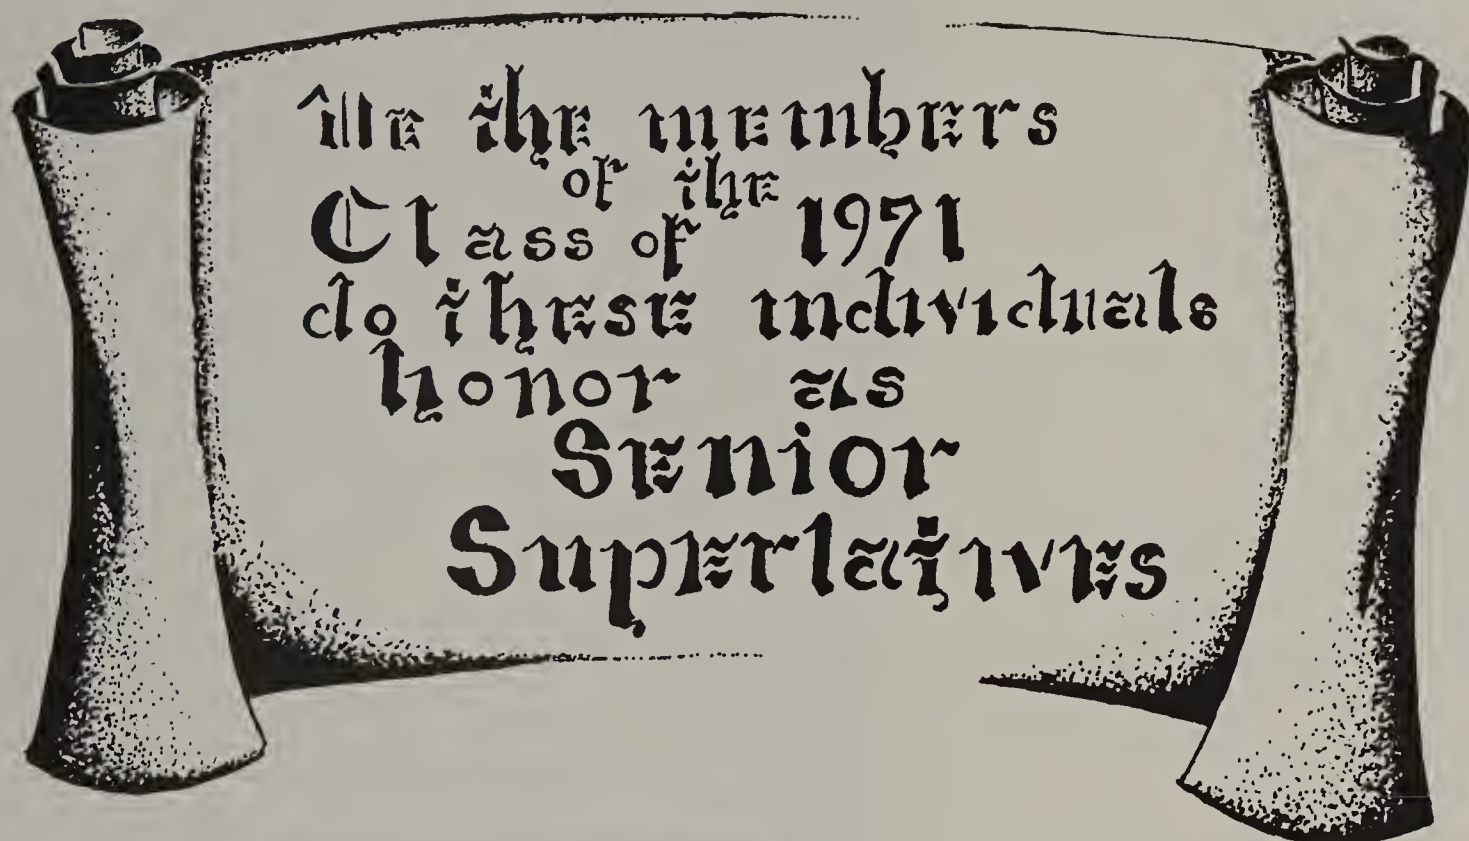 We the members
of the
Class of 1971
do these individuals
honor as
Senior
Superlatives